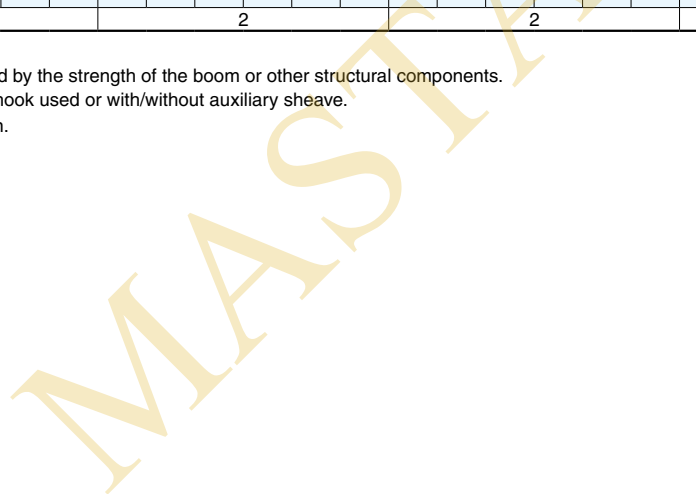 2 2
d by the strength of the boom or other structural components.
hook used or with/without auxiliary sheave.
n.
MASTA